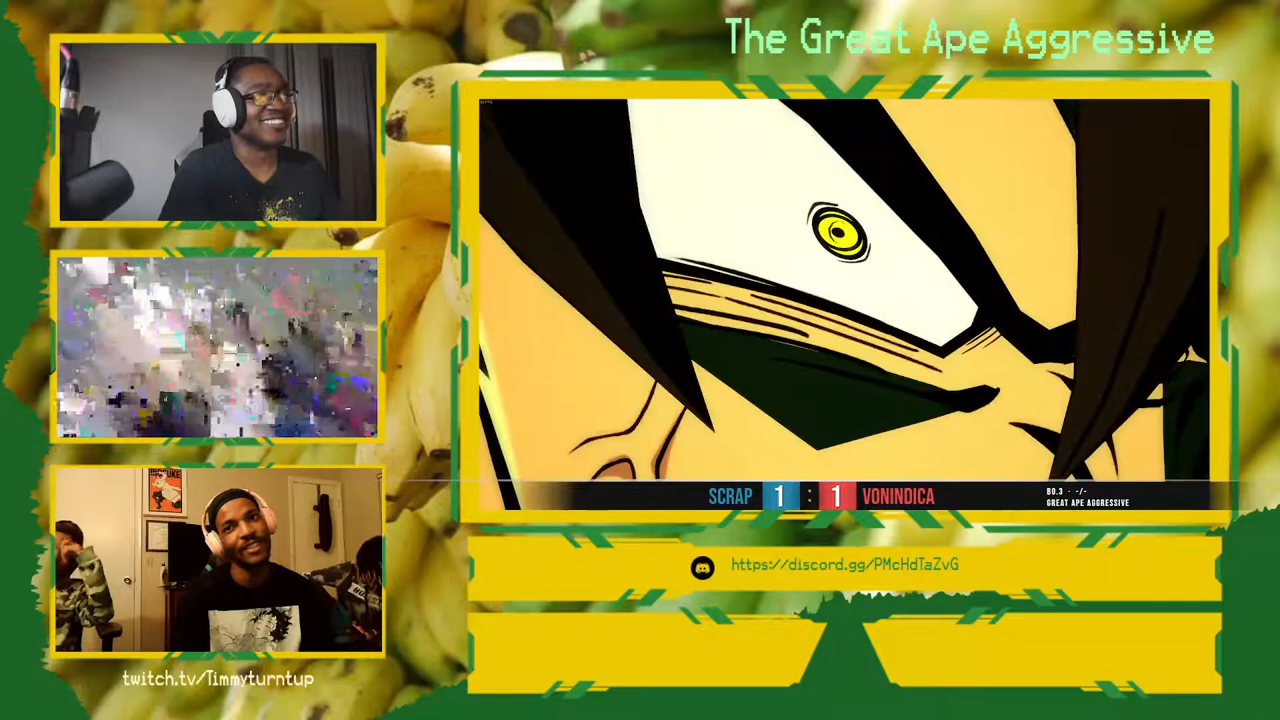 The Great Ape Aggressive
SCRAP 1 : 1 VONINDICA
BO.3 · -/-
GREAT APE AGGRESSIVE
https://discord.gg/PMcHdTaZvG
twitch.tv/Timmyturntup